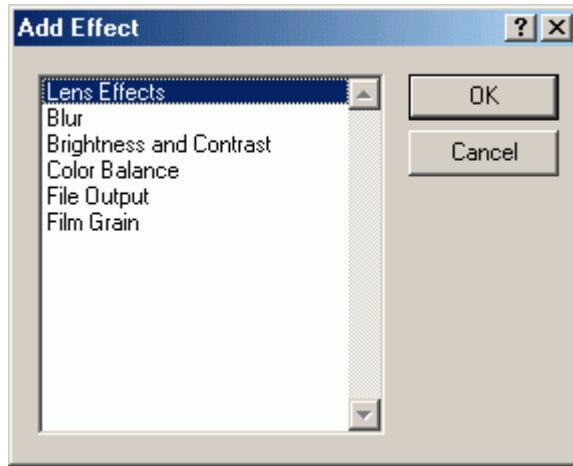 Add Effect
Lens Effects
Blur
Brightness and Contrast
Color Balance
File Output
Film Grain
OK
Cancel